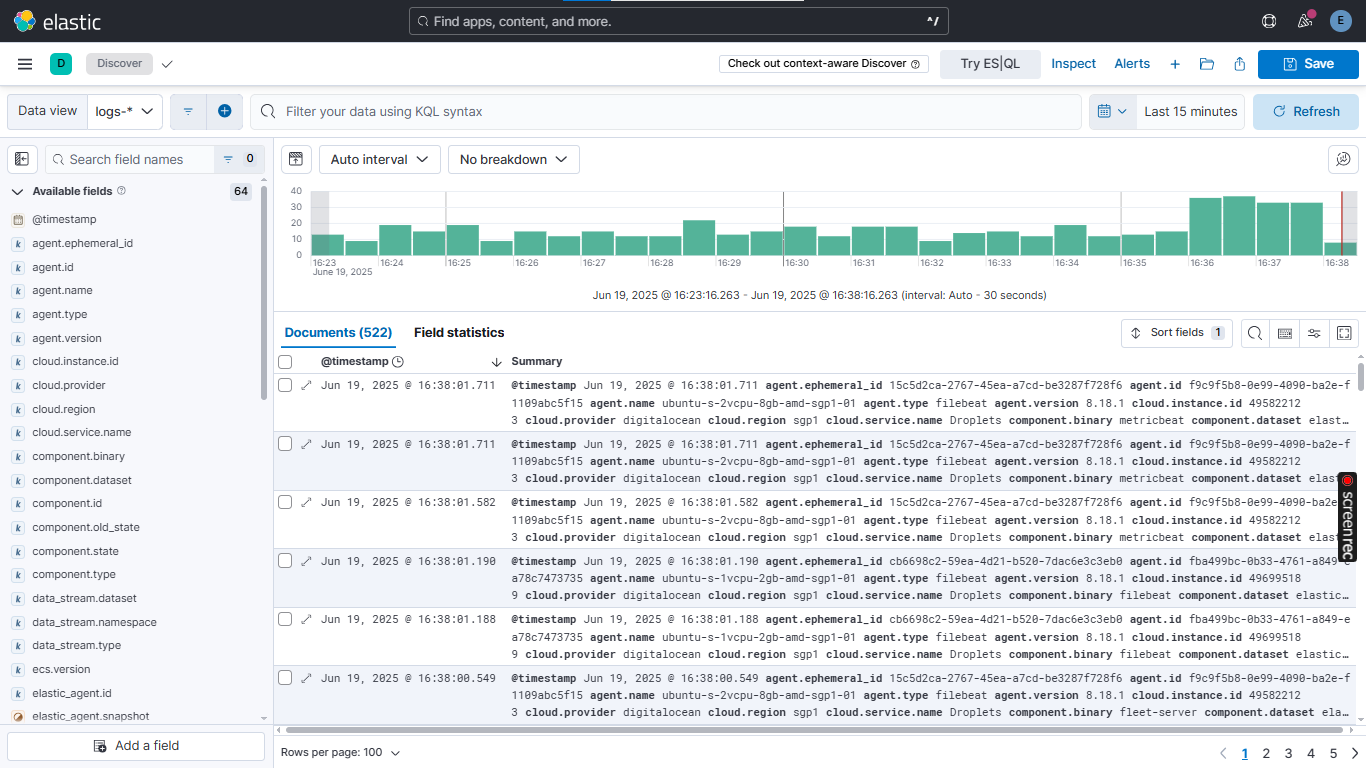 elastic
Find apps, content, and more.
^/
E
D
Discover
Check out context-aware Discover
Try ES|QL
Inspect
Alerts
Save
Data view
logs-*
Filter your data using KQL syntax
Last 15 minutes
Refresh
Search field names
0
Auto interval
No breakdown
Available fields
64
@timestamp
k agent.ephemeral_id
k agent.id
k agent.name
k agent.type
k agent.version
k cloud.instance.id
k cloud.provider
k cloud.region
k cloud.service.name
k component.binary
k component.dataset
k component.id
k component.old_state
k component.state
k component.type
k data_stream.dataset
k data_stream.namespace
k data_stream.type
k ecs.version
k elastic_agent.id
elastic_agent.snapshot
Add a field
40
30
20
10
0
16:23 16:24 16:25 16:26 16:27 16:28 16:29 16:30 16:31 16:32 16:33 16:34 16:35 16:36 16:37 16:38
June 19, 2025
Jun 19, 2025 @ 16:23:16.263 - Jun 19, 2025 @ 16:38:16.263 (interval: Auto - 30 seconds)
Documents (522)
Field statistics
Sort fields 1
@timestamp
Summary
Jun 19, 2025 @ 16:38:01.711 @timestamp Jun 19, 2025 @ 16:38:01.711 agent.ephemeral_id 15c5d2ca-2767-45ea-a7cd-be3287f728f6 agent.id f9c9f5b8-0e99-4090-ba2e-f
1109abc5f15 agent.name ubuntu-s-2vcpu-8gb-amd-sgp1-01 agent.type filebeat agent.version 8.18.1 cloud.instance.id 49582212
3 cloud.provider digitalocean cloud.region sgp1 cloud.service.name Droplets component.binary metricbeat component.dataset elast…
Jun 19, 2025 @ 16:38:01.711 @timestamp Jun 19, 2025 @ 16:38:01.711 agent.ephemeral_id 15c5d2ca-2767-45ea-a7cd-be3287f728f6 agent.id f9c9f5b8-0e99-4090-ba2e-f
1109abc5f15 agent.name ubuntu-s-2vcpu-8gb-amd-sgp1-01 agent.type filebeat agent.version 8.18.1 cloud.instance.id 49582212
3 cloud.provider digitalocean cloud.region sgp1 cloud.service.name Droplets component.binary metricbeat component.dataset elast
Jun 19, 2025 @ 16:38:01.582 @timestamp Jun 19, 2025 @ 16:38:01.582 agent.ephemeral_id 15c5d2ca-2767-45ea-a7cd-be3287f728f6 agent.id f9c9f5b8-0e99-4090-ba2e
1109abc5f15 agent.name ubuntu-s-2vcpu-8gb-amd-sgp1-01 agent.type filebeat agent.version 8.18.1 cloud.instance.id 49582212
3 cloud.provider digitalocean cloud.region sgp1 cloud.service.name Droplets component.binary metricbeat component.dataset elast
Jun 19, 2025 @ 16:38:01.190 @timestamp Jun 19, 2025 @ 16:38:01.190 agent.ephemeral_id cb6698c2-59ea-4d21-b520-7dac6e3c3eb0 agent.id fba499bc-0b33-4761-a849-e
a78c7473735 agent.name ubuntu-s-1vcpu-2gb-amd-sgp1-01 agent.type filebeat agent.version 8.18.1 cloud.instance.id 49699518
9 cloud.provider digitalocean cloud.region sgp1 cloud.service.name Droplets component.binary filebeat component.dataset elastic…
Jun 19, 2025 @ 16:38:01.188 @timestamp Jun 19, 2025 @ 16:38:01.188 agent.ephemeral_id cb6698c2-59ea-4d21-b520-7dac6e3c3eb0 agent.id fba499bc-0b33-4761-a849-e
a78c7473735 agent.name ubuntu-s-1vcpu-2gb-amd-sgp1-01 agent.type filebeat agent.version 8.18.1 cloud.instance.id 49699518
9 cloud.provider digitalocean cloud.region sgp1 cloud.service.name Droplets component.binary filebeat component.dataset elastic…
Jun 19, 2025 @ 16:38:00.549 @timestamp Jun 19, 2025 @ 16:38:00.549 agent.ephemeral_id 15c5d2ca-2767-45ea-a7cd-be3287f728f6 agent.id f9c9f5b8-0e99-4090-ba2e-f
1109abc5f15 agent.name ubuntu-s-2vcpu-8gb-amd-sgp1-01 agent.type filebeat agent.version 8.18.1 cloud.instance.id 49582212
3 cloud.provider digitalocean cloud.region sgp1 cloud.service.name Droplets component.binary fleet-server component.dataset ela…
screenrec
Rows per page: 100
1 2 3 4 5